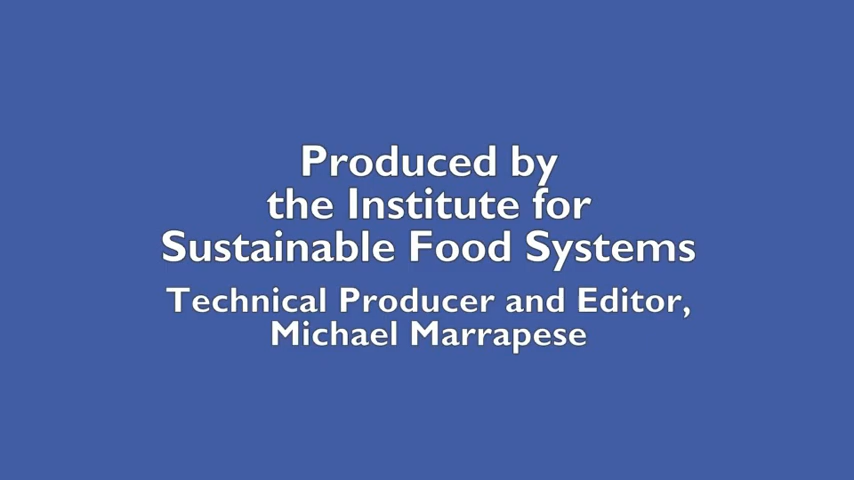 Produced by
the Institute for
Sustainable Food Systems
Technical Producer and Editor,
Michael Marrapese